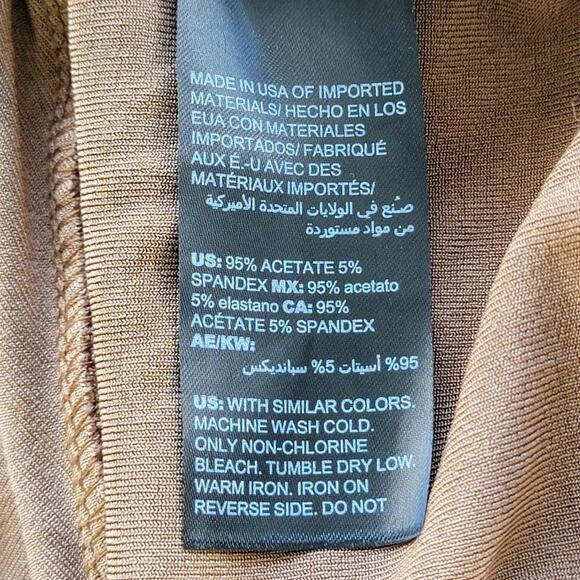 MADE IN USA OF IMPORTED
MATERIALS/ HECHO EN LOS
EUA CON MATERIALES
IMPORTADOS/ FABRIQUÉ
AUX É.-U AVEC DES
MATÉRIAUX IMPORTÉS/
صنع في الولايات المتحدة الأميركية
من مواد مستوردة
US: 95% ACETATE 5%
SPANDEX MX: 95% acetato
5% elastano CA: 95%
ACÉTATE 5% SPANDEX
AE/KW:
95% أسيتات 5% سبانديكس
US: WITH SIMILAR COLORS.
MACHINE WASH COLD.
ONLY NON-CHLORINE
BLEACH. TUMBLE DRY LOW.
WARM IRON. IRON ON
REVERSE SIDE. DO NOT